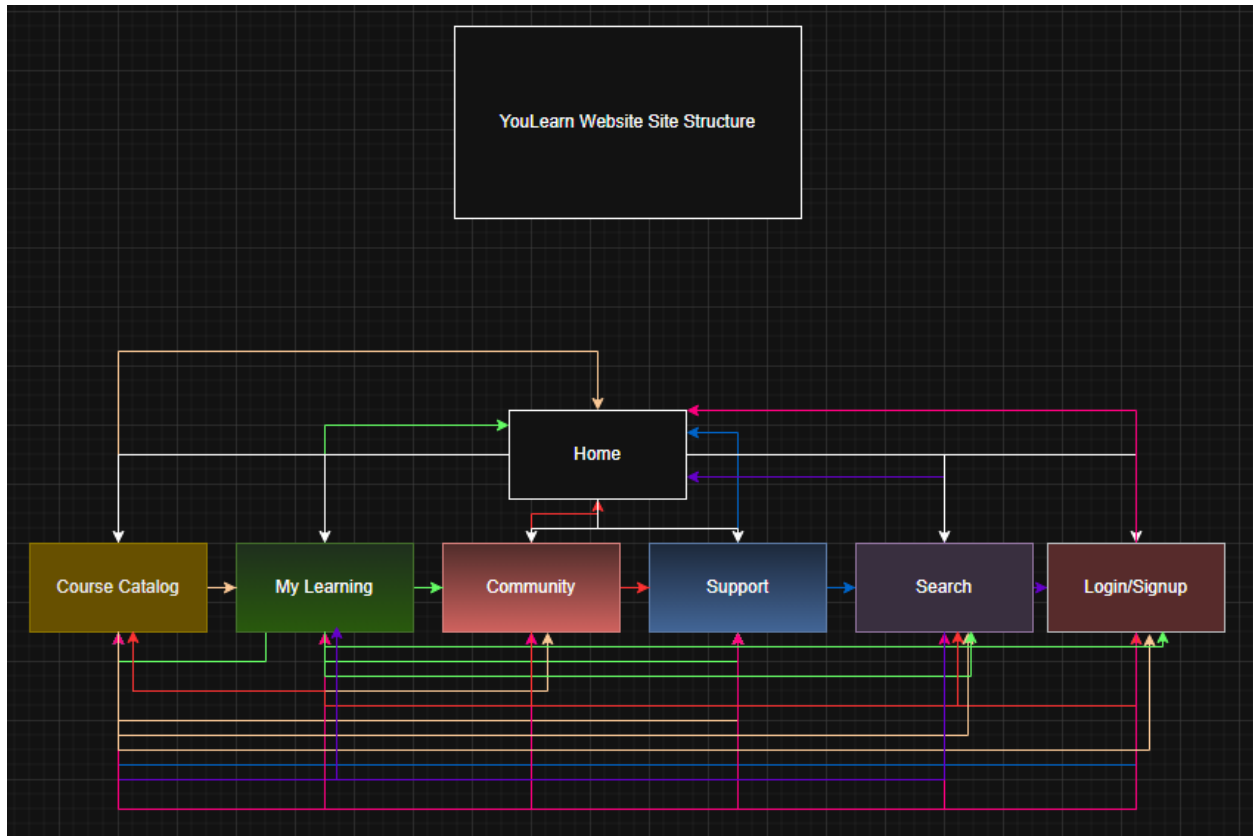 YouLearn Website Site Structure
Home
Course Catalog
My Learning
Community
Support
Search
Login/Signup